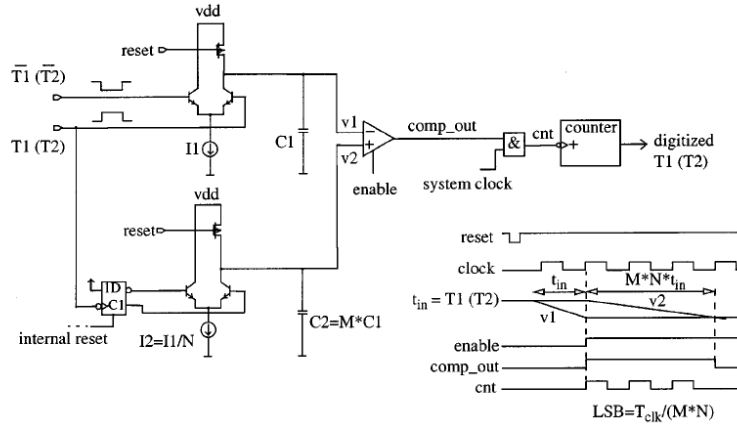 vdd
reset
T̄1 (T̄2)
T1 (T2)
I1
C1
v1
v2
−
+
enable
comp_out
system clock
&
cnt
counter
+
digitized
T1 (T2)
vdd
reset
1D
C1
internal reset
I2=I1/N
C2=M*C1
reset
clock
t_in
M*N*t_in
t_in = T1 (T2)
v1
v2
enable
comp_out
cnt
LSB=T_clk/(M*N)